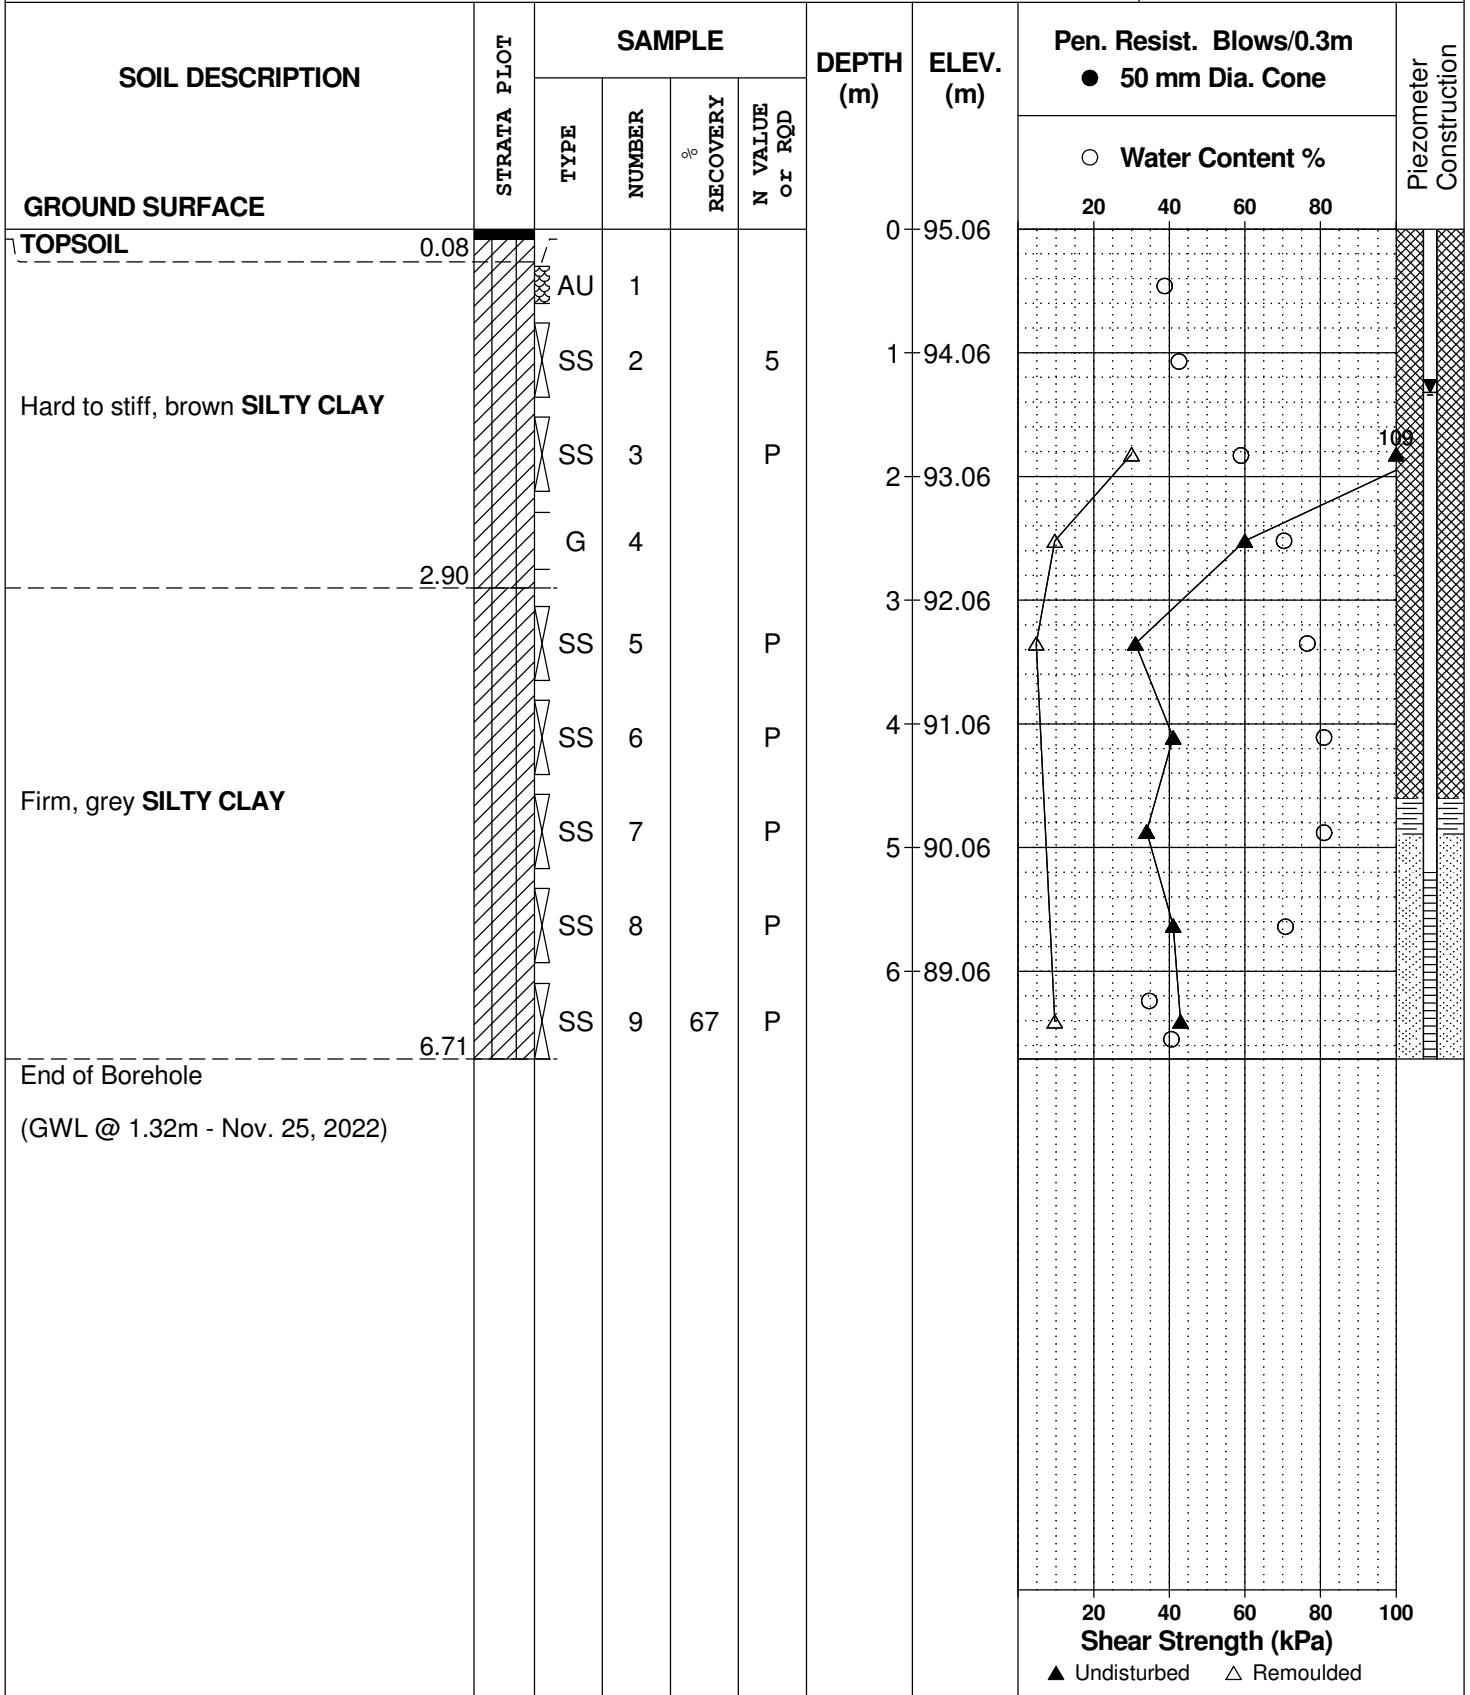 SOIL DESCRIPTION
GROUND SURFACE
STRATA PLOT
SAMPLE
TYPE
NUMBER
% RECOVERY
N VALUE
or RQD
DEPTH
(m)
ELEV.
(m)
Pen. Resist. Blows/0.3m
● 50 mm Dia. Cone
○ Water Content %
20 40 60 80
Piezometer
Construction
0 95.06
TOPSOIL 0.08
AU 1
SS 2 5
1 94.06
Hard to stiff, brown SILTY CLAY
109
SS 3 P
2 93.06
G 4
2.90
3 92.06
SS 5 P
4 91.06
SS 6 P
Firm, grey SILTY CLAY
SS 7 P
5 90.06
SS 8 P
6 89.06
SS 9 67 P
6.71
End of Borehole
(GWL @ 1.32m - Nov. 25, 2022)
20 40 60 80 100
Shear Strength (kPa)
▲ Undisturbed △ Remoulded